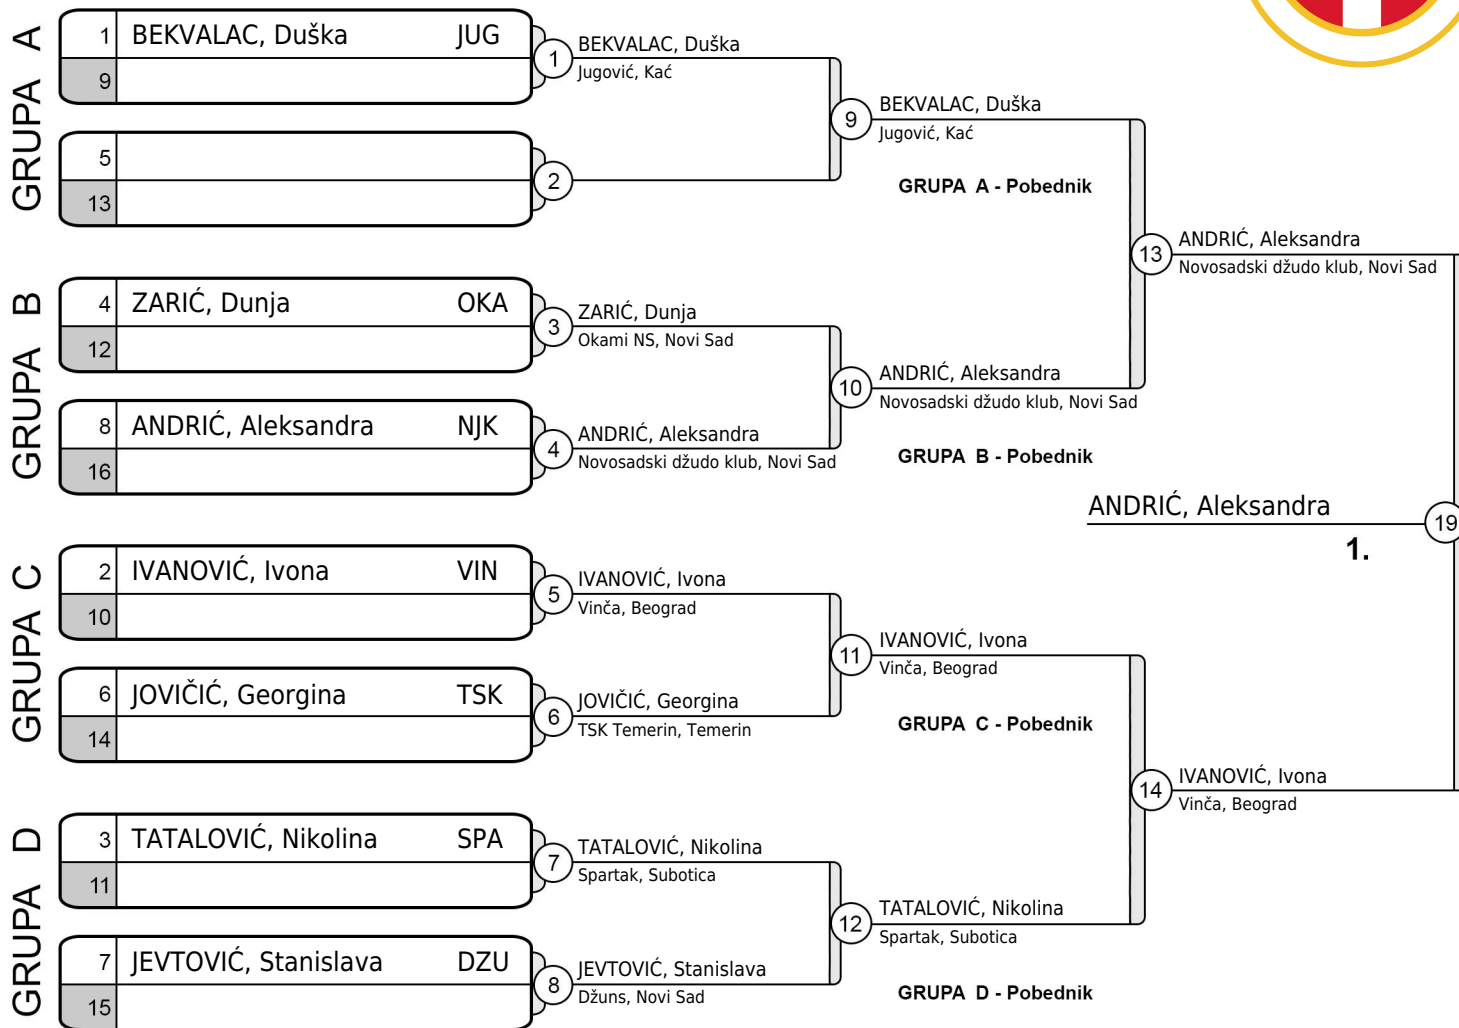 GRUPA A
1 BEKVALAC, Duška JUG
9
5
13
GRUPA B
4 ZARIĆ, Dunja OKA
12
8 ANDRIĆ, Aleksandra NJK
16
GRUPA C
2 IVANOVIĆ, Ivona VIN
10
6 JOVIČIĆ, Georgina TSK
14
GRUPA D
3 TATALOVIĆ, Nikolina SPA
11
7 JEVTOVIĆ, Stanislava DZU
15
1 BEKVALAC, Duška
Jugović, Kać
2
3 ZARIĆ, Dunja
Okami NS, Novi Sad
4 ANDRIĆ, Aleksandra
Novosadski džudo klub, Novi Sad
5 IVANOVIĆ, Ivona
Vinča, Beograd
6 JOVIČIĆ, Georgina
TSK Temerin, Temerin
7 TATALOVIĆ, Nikolina
Spartak, Subotica
8 JEVTOVIĆ, Stanislava
Džuns, Novi Sad
9 BEKVALAC, Duška
Jugović, Kać
GRUPA A - Pobednik
10 ANDRIĆ, Aleksandra
Novosadski džudo klub, Novi Sad
GRUPA B - Pobednik
11 IVANOVIĆ, Ivona
Vinča, Beograd
GRUPA C - Pobednik
12 TATALOVIĆ, Nikolina
Spartak, Subotica
GRUPA D - Pobednik
13 ANDRIĆ, Aleksandra
Novosadski džudo klub, Novi Sad
14 IVANOVIĆ, Ivona
Vinča, Beograd
ANDRIĆ, Aleksandra 19
1.